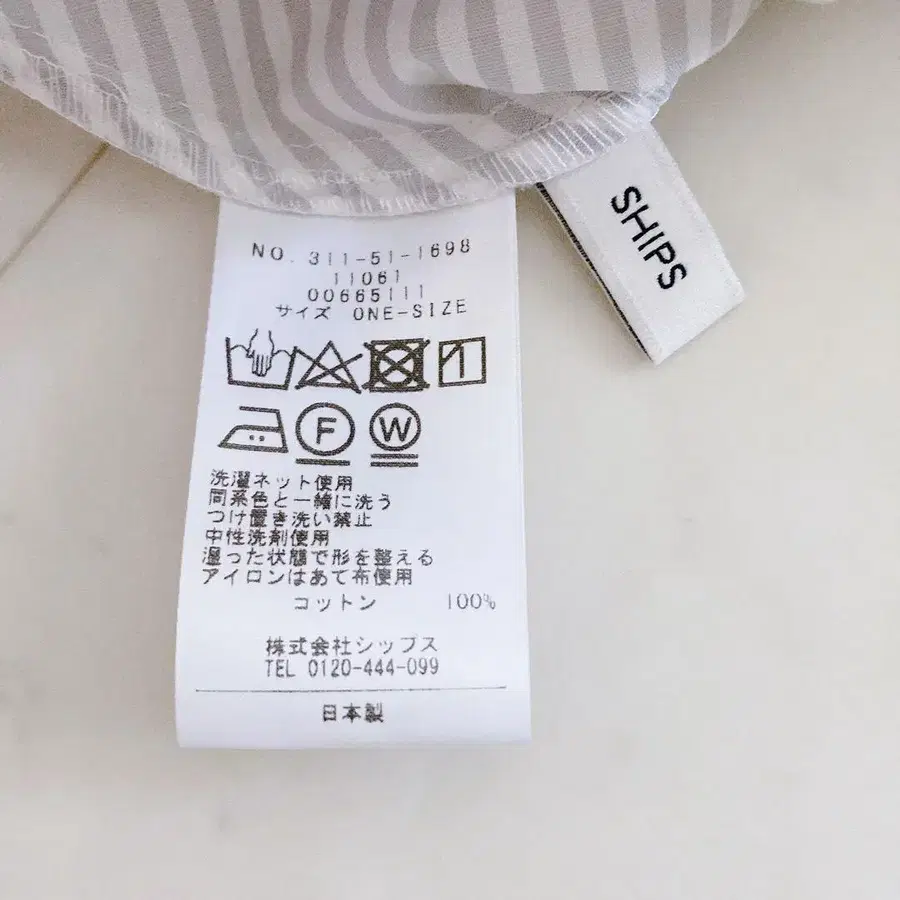 NO. 311-51-1698
11061
00665111
サイズ ONE-SIZE
F W
洗濯ネット使用
同系色と一緒に洗う
つけ置き洗い禁止
中性洗剤使用
湿った状態で形を整える
アイロンはあて布使用
コットン 100%
株式会社シップス
TEL 0120-444-099
日本製
SHIPS